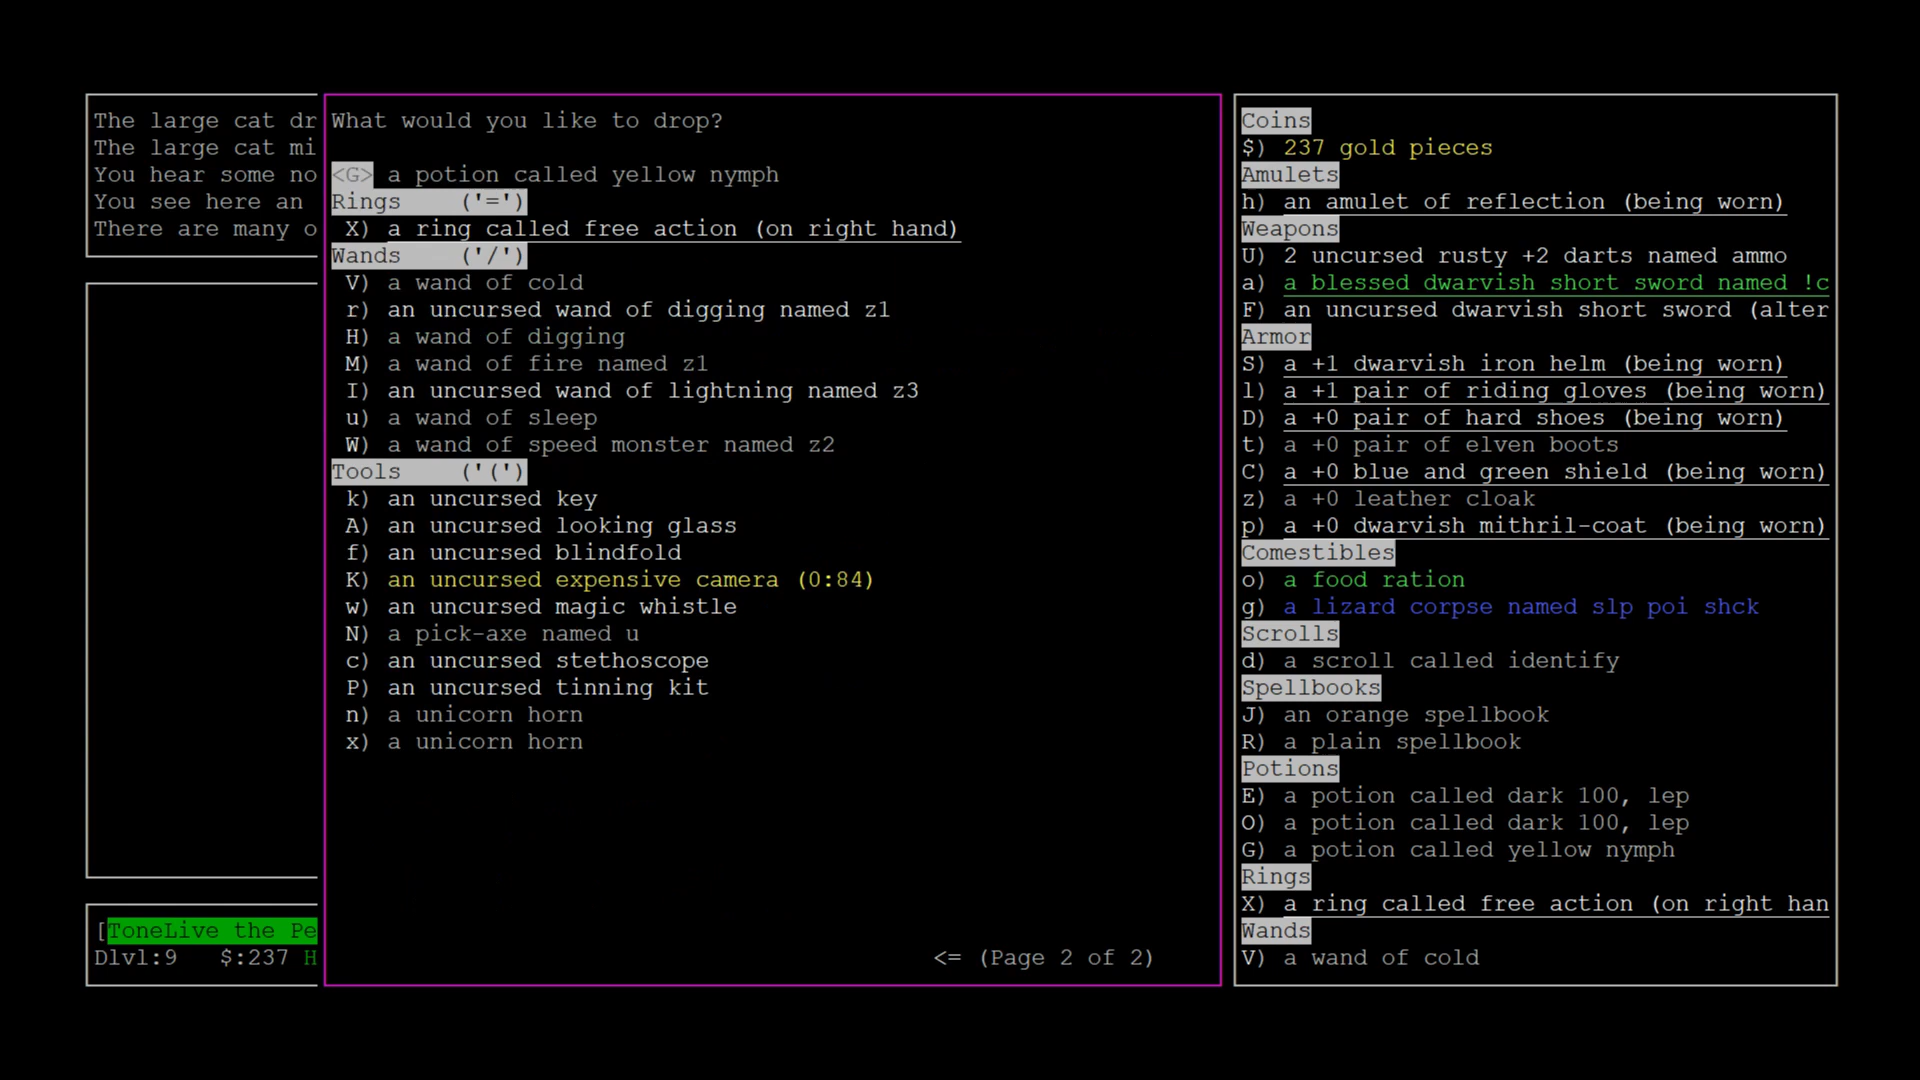 The large cat dr
The large cat mi
You hear some no
You see here an
There are many o
What would you like to drop?
<G> a potion called yellow nymph
Rings ('=')
X) a ring called free action (on right hand)
Wands ('/')
V) a wand of cold
r) an uncursed wand of digging named z1
H) a wand of digging
M) a wand of fire named z1
I) an uncursed wand of lightning named z3
u) a wand of sleep
W) a wand of speed monster named z2
Tools ('(')
k) an uncursed key
A) an uncursed looking glass
f) an uncursed blindfold
K) an uncursed expensive camera (0:84)
w) an uncursed magic whistle
N) a pick-axe named u
c) an uncursed stethoscope
P) an uncursed tinning kit
n) a unicorn horn
x) a unicorn horn
<= (Page 2 of 2)
Coins
$) 237 gold pieces
Amulets
h) an amulet of reflection (being worn)
Weapons
U) 2 uncursed rusty +2 darts named ammo
a) a blessed dwarvish short sword named !c
F) an uncursed dwarvish short sword (alter
Armor
S) a +1 dwarvish iron helm (being worn)
l) a +1 pair of riding gloves (being worn)
D) a +0 pair of hard shoes (being worn)
t) a +0 pair of elven boots
C) a +0 blue and green shield (being worn)
z) a +0 leather cloak
p) a +0 dwarvish mithril-coat (being worn)
Comestibles
o) a food ration
g) a lizard corpse named slp poi shck
Scrolls
d) a scroll called identify
Spellbooks
J) an orange spellbook
R) a plain spellbook
Potions
E) a potion called dark 100, lep
O) a potion called dark 100, lep
G) a potion called yellow nymph
Rings
X) a ring called free action (on right han
Wands
V) a wand of cold
[ToneLive the Pe
Dlvl:9 $:237 H